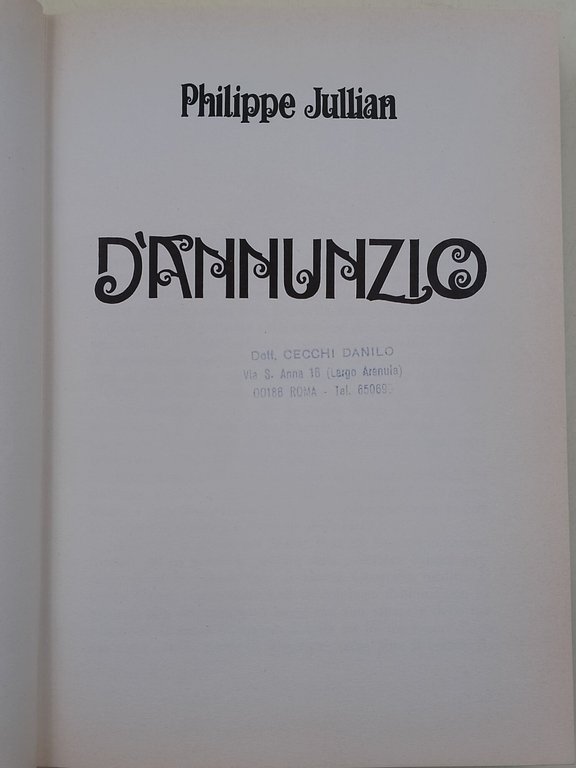 Philippe Jullian
D'ANNUNZIO
Dott. CECCHI DANILO
Via S. Anna 16 (Largo Arenula)
00186 ROMA - Tel. 65069